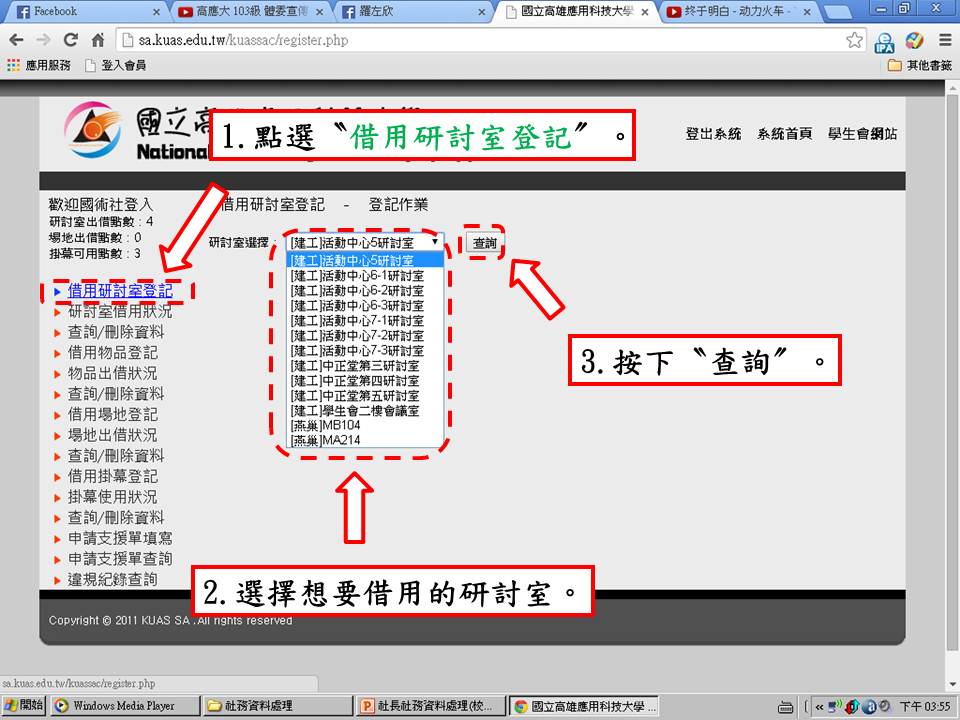 Facebook
高應大 103級 體委宣傳
羅左欣
國立高雄應用科技大學
終于明白 - 动力火车 -
sa.kuas.edu.tw/kuassac/register.php
應用服務 登入會員 其他書籤
國立高
National
登出系統 系統首頁 學生會網站
1.點選〝借用研討室登記〞。
歡迎國術社登入
研討室出借點數:4
場地出借點數:0
掛幕可用點數:3
借用研討室登記 - 登記作業
研討室選擇: [建工]活動中心5研討室 查詢
[建工]活動中心5研討室
[建工]活動中心6-1研討室
[建工]活動中心6-2研討室
[建工]活動中心6-3研討室
[建工]活動中心7-1研討室
[建工]活動中心7-2研討室
[建工]活動中心7-3研討室
[建工]中正堂第三研討室
[建工]中正堂第四研討室
[建工]中正堂第五研討室
[建工]學生會二樓會議室
[燕巢]MB104
[燕巢]MA214
借用研討室登記
研討室借用狀況
查詢/刪除資料
借用物品登記
物品出借狀況
查詢/刪除資料
借用場地登記
場地出借狀況
查詢/刪除資料
借用掛幕登記
掛幕使用狀況
查詢/刪除資料
申請支援單填寫
申請支援單查詢
違規紀錄查詢
3.按下〝查詢〞。
2.選擇想要借用的研討室。
Copyright © 2011 KUAS SA . All rights reserved
sa.kuas.edu.tw/kuassac/register.php
開始 Windows Media Player 社務資料處理 社長社務資料處理(校... 國立高雄應用科技大學 ... 下午 03:55